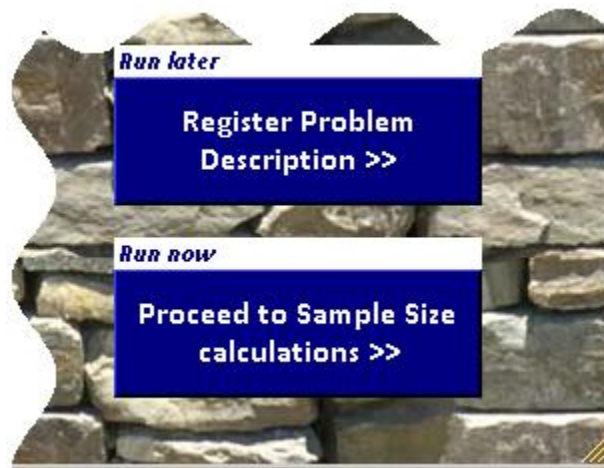 Run later
Register Problem
Description >>
Run now
Proceed to Sample Size
calculations >>